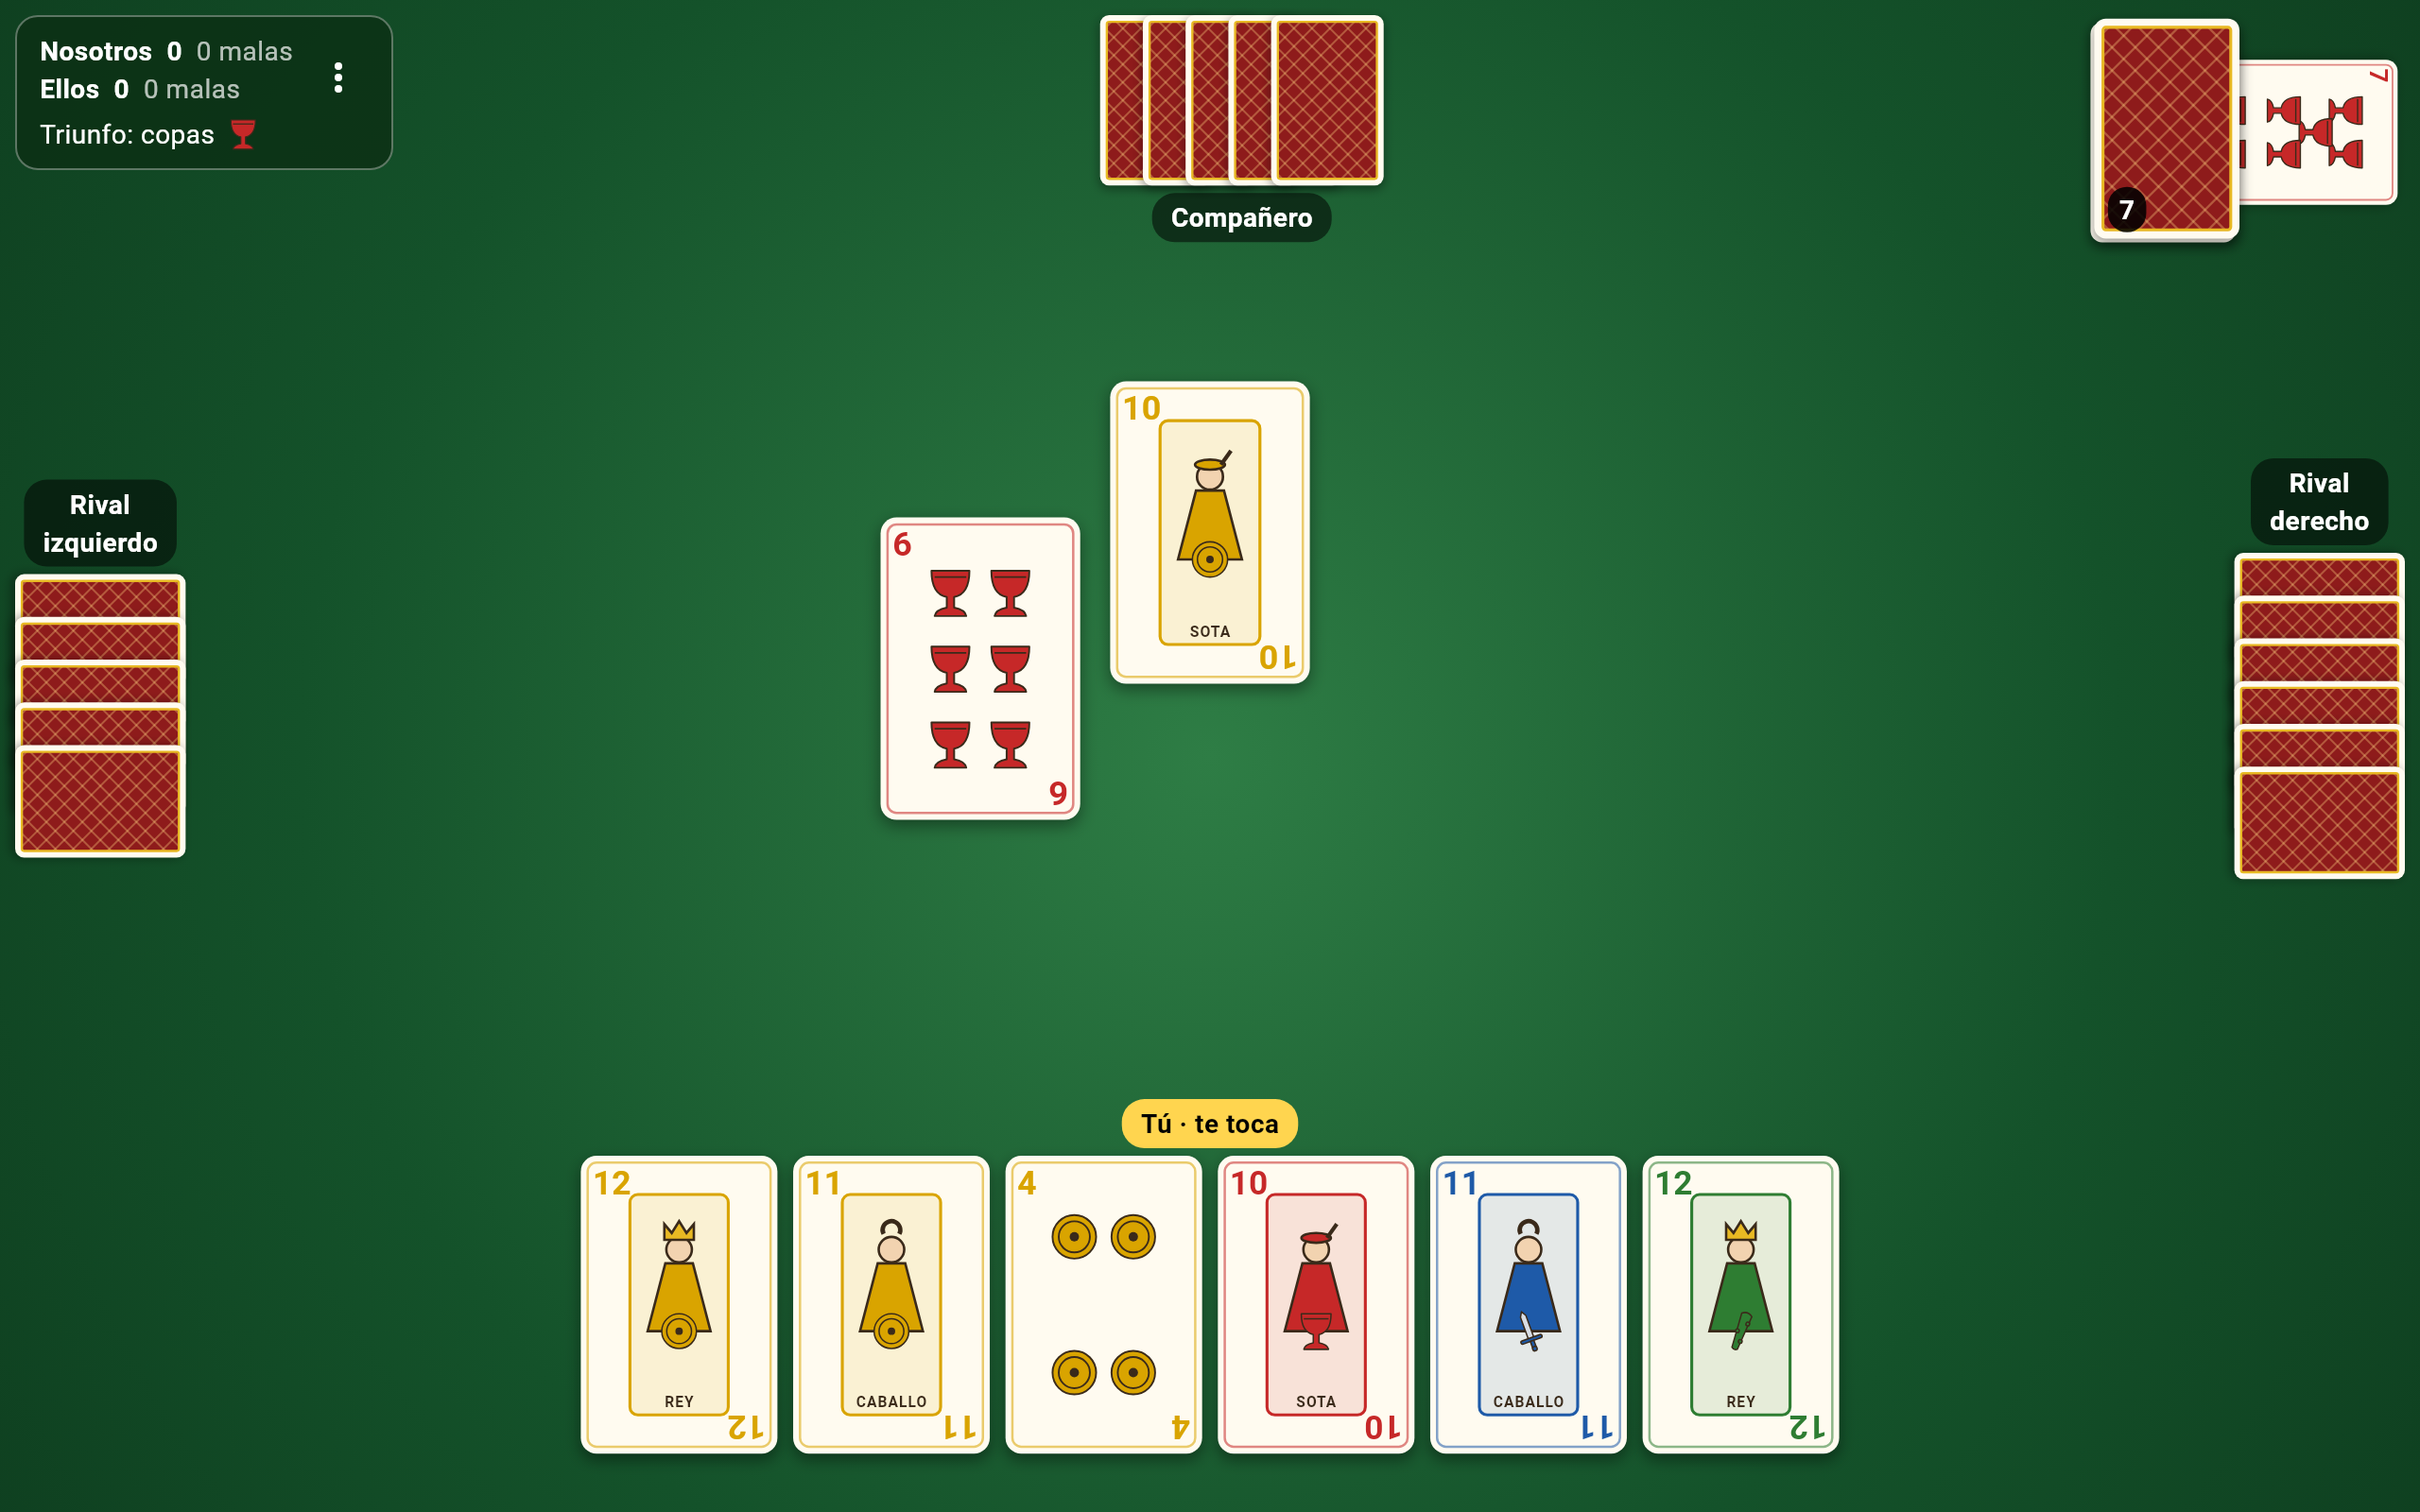 Nosotros 0 0 malas
Ellos 0 0 malas
Triunfo: copas
Compañero
7
7
Rival
izquierdo
Rival
derecho
10
SOTA
10
6
6
Tú · te toca
12
REY
12
11
CABALLO
11
4
4
10
SOTA
10
11
CABALLO
11
12
REY
12